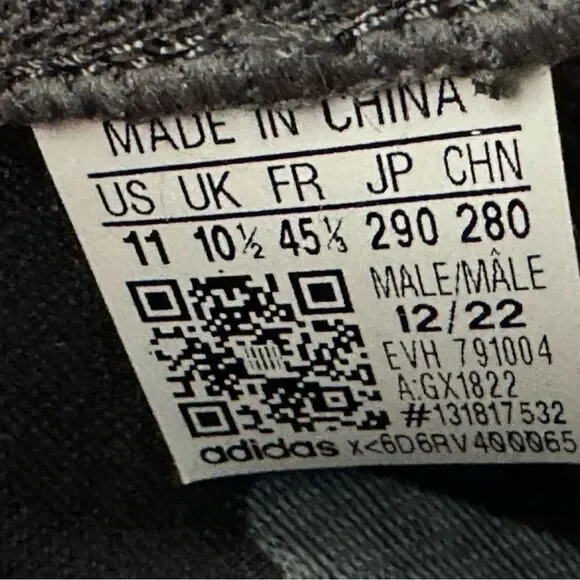 MADE IN CHINA
US UK FR JP CHN
11 10½ 45⅓ 290 280
MALE/MÂLE
12/22
EVH 791004
A:GX1822
#131817532
adidas X<6D6RV400065